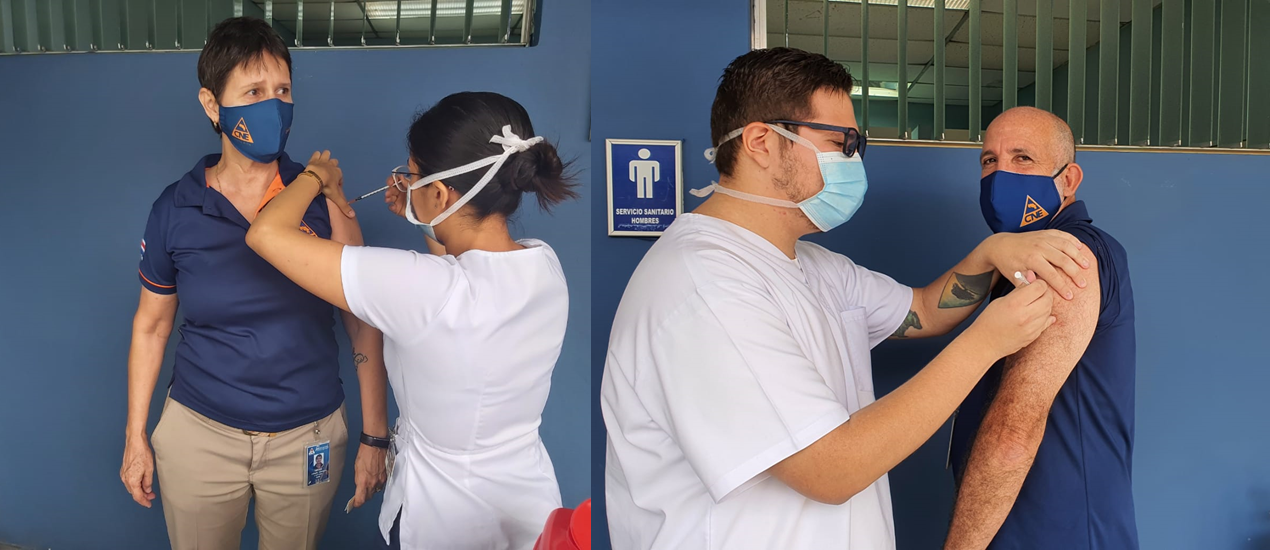 CNE
SERVICIO SANITARIO
HOMBRES
CNE